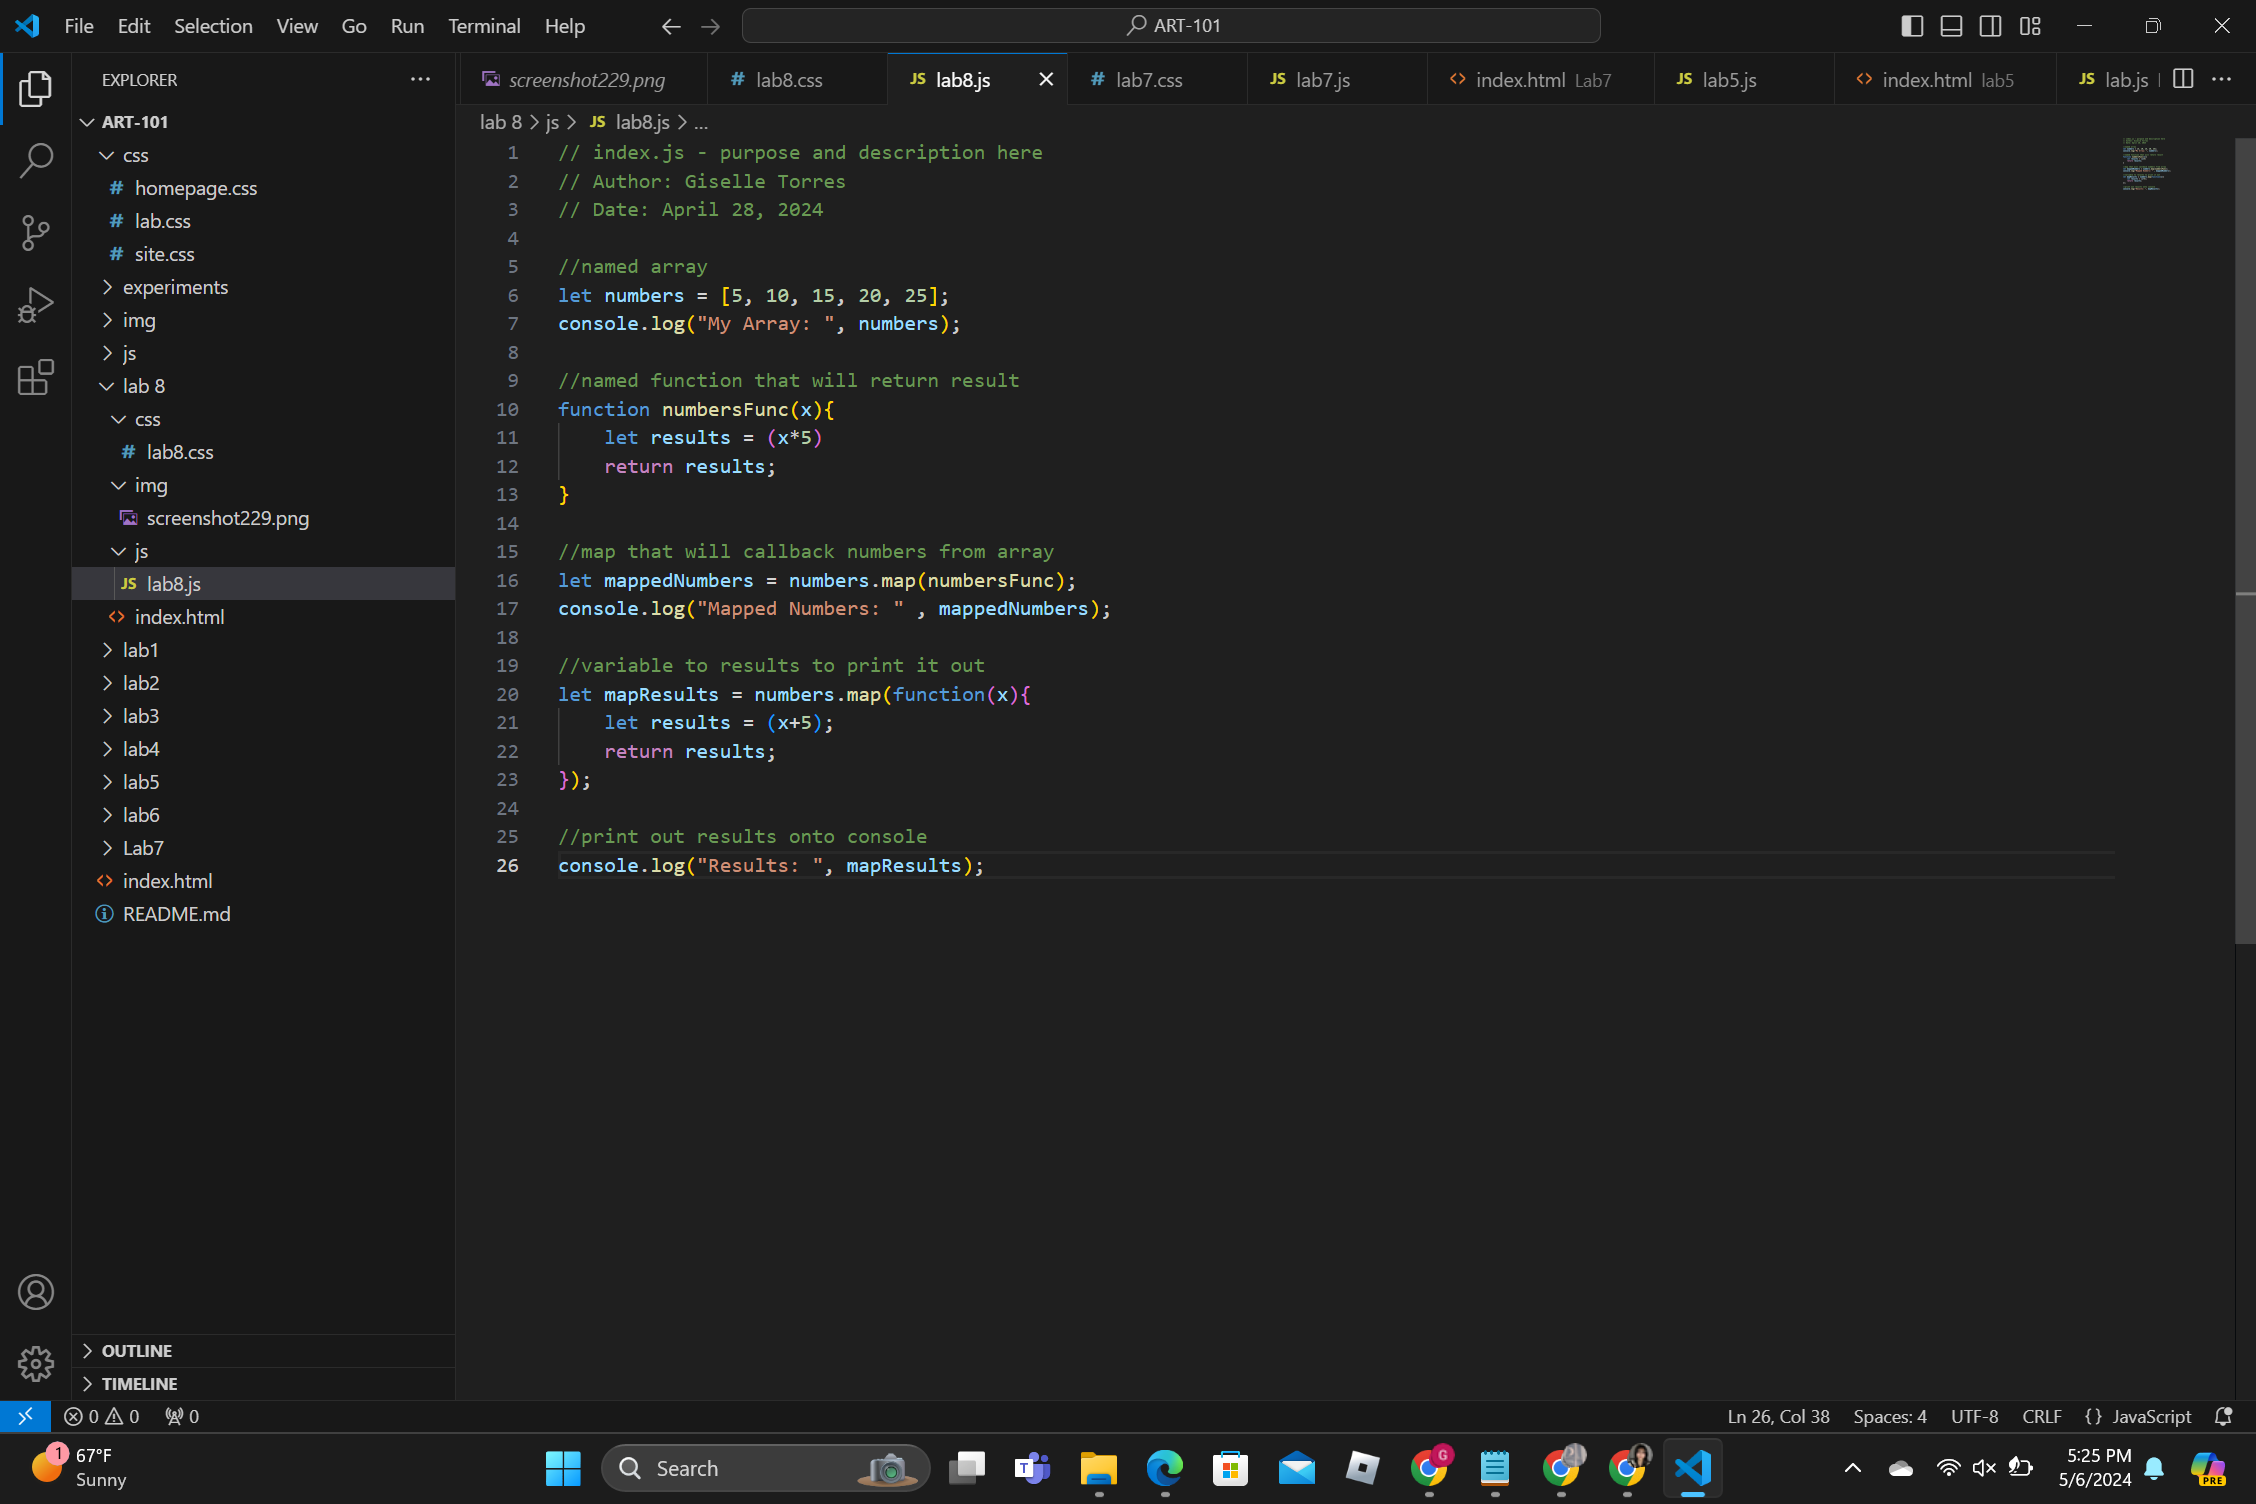 File Edit Selection View Go Run Terminal Help
ART-101
EXPLORER
screenshot229.png
# lab8.css
JS lab8.js
# lab7.css
JS lab7.js
<> index.html Lab7
JS lab5.js
<> index.html lab5
JS lab.js
lab 8 > js > JS lab8.js > ...
ART-101
css
# homepage.css
# lab.css
# site.css
experiments
img
js
lab 8
css
# lab8.css
img
screenshot229.png
js
JS lab8.js
<> index.html
lab1
lab2
lab3
lab4
lab5
lab6
Lab7
<> index.html
README.md
OUTLINE
TIMELINE
1 // index.js - purpose and description here
2 // Author: Giselle Torres
3 // Date: April 28, 2024
4
5 //named array
6 let numbers = [5, 10, 15, 20, 25];
7 console.log("My Array: ", numbers);
8
9 //named function that will return result
10 function numbersFunc(x){
11 let results = (x*5)
12 return results;
13 }
14
15 //map that will callback numbers from array
16 let mappedNumbers = numbers.map(numbersFunc);
17 console.log("Mapped Numbers: " , mappedNumbers);
18
19 //variable to results to print it out
20 let mapResults = numbers.map(function(x){
21 let results = (x+5);
22 return results;
23 });
24
25 //print out results onto console
26 console.log("Results: ", mapResults);
0 0 0
Ln 26, Col 38 Spaces: 4 UTF-8 CRLF {} JavaScript
1
67°F
Sunny
Search
T
G
5:25 PM
5/6/2024
PRE